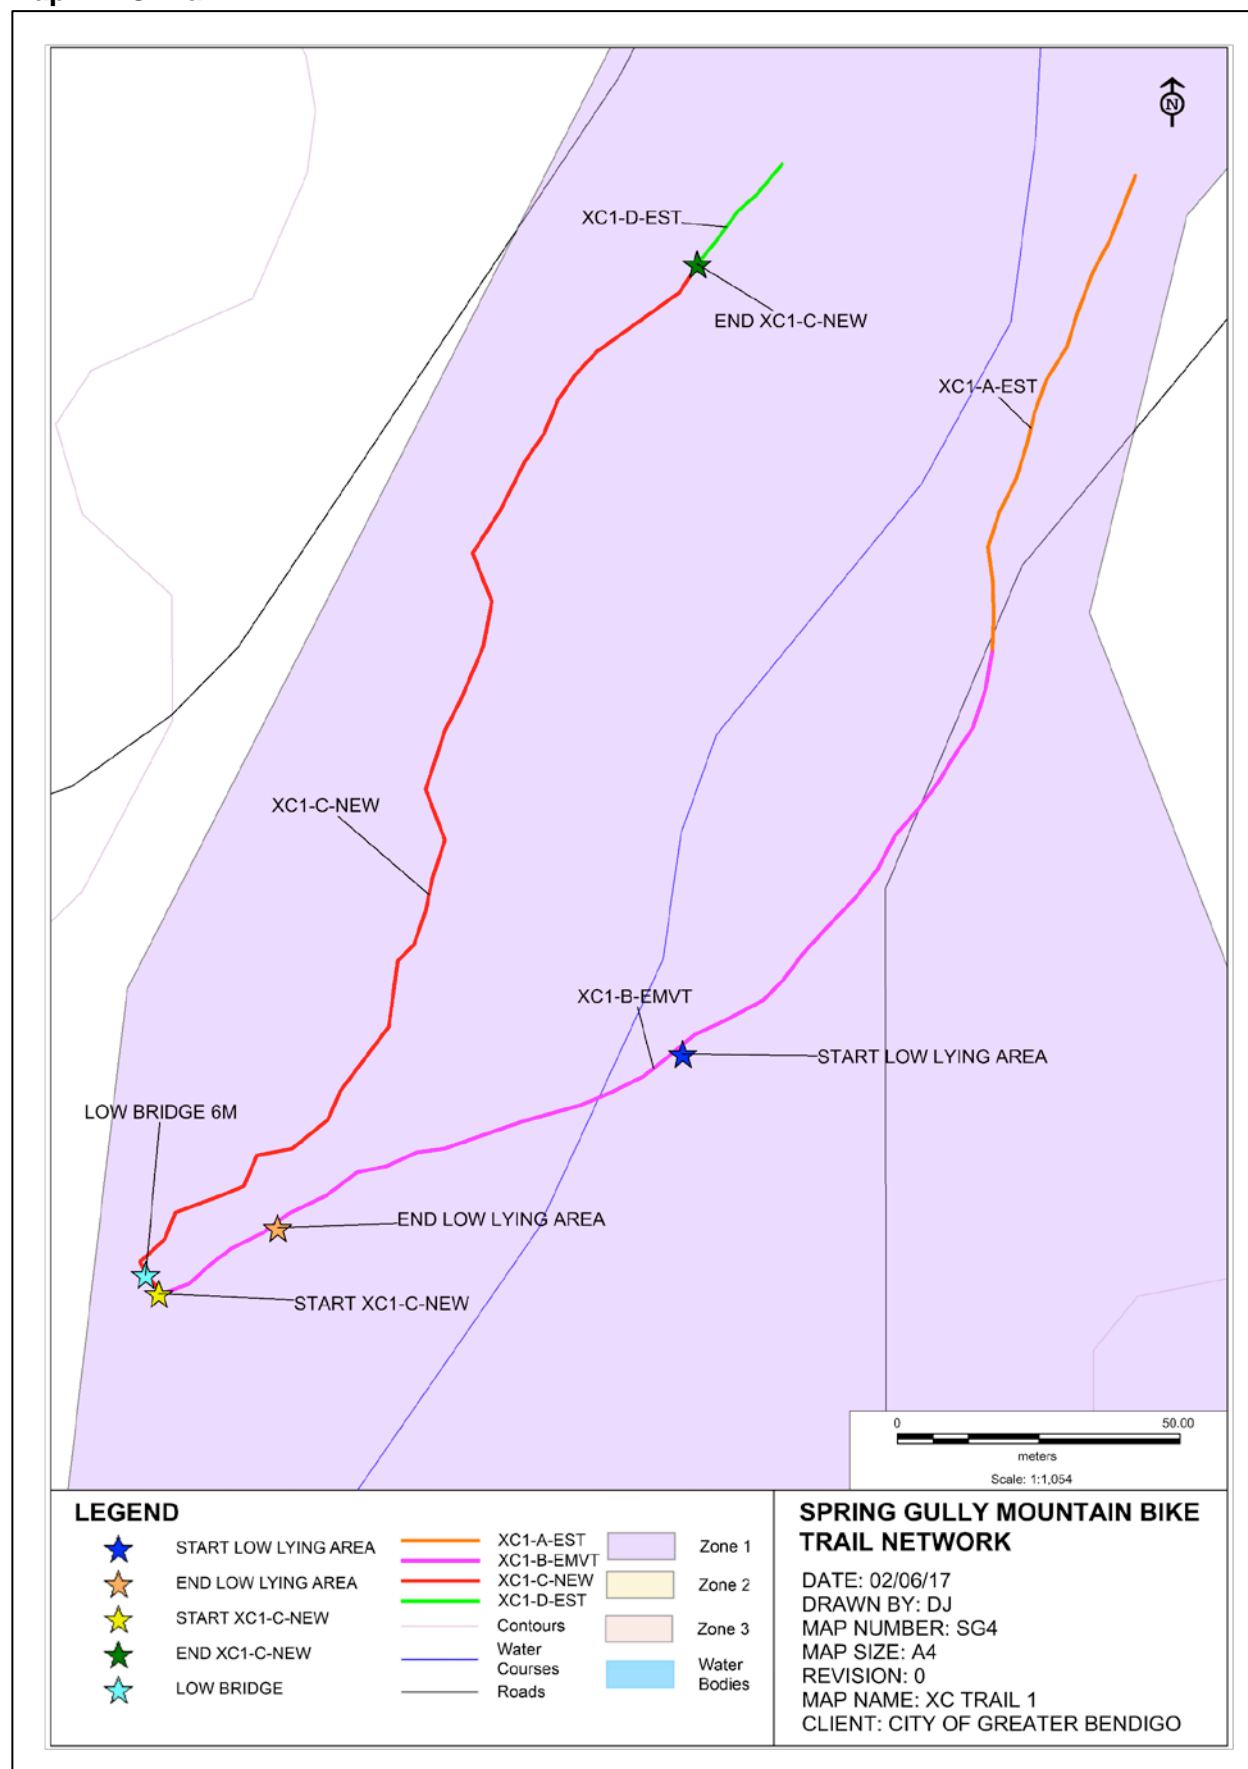 N
XC1-D-EST
END XC1-C-NEW
XC1-A-EST
XC1-C-NEW
XC1-B-EMVT
START LOW LYING AREA
LOW BRIDGE 6M
END LOW LYING AREA
START XC1-C-NEW
0 50.00
meters
Scale: 1:1,054
LEGEND
START LOW LYING AREA
END LOW LYING AREA
START XC1-C-NEW
END XC1-C-NEW
LOW BRIDGE
XC1-A-EST
XC1-B-EMVT
XC1-C-NEW
XC1-D-EST
Contours
Water
Courses
Roads
Zone 1
Zone 2
Zone 3
Water
Bodies
SPRING GULLY MOUNTAIN BIKE
TRAIL NETWORK
DATE: 02/06/17
DRAWN BY: DJ
MAP NUMBER: SG4
MAP SIZE: A4
REVISION: 0
MAP NAME: XC TRAIL 1
CLIENT: CITY OF GREATER BENDIGO